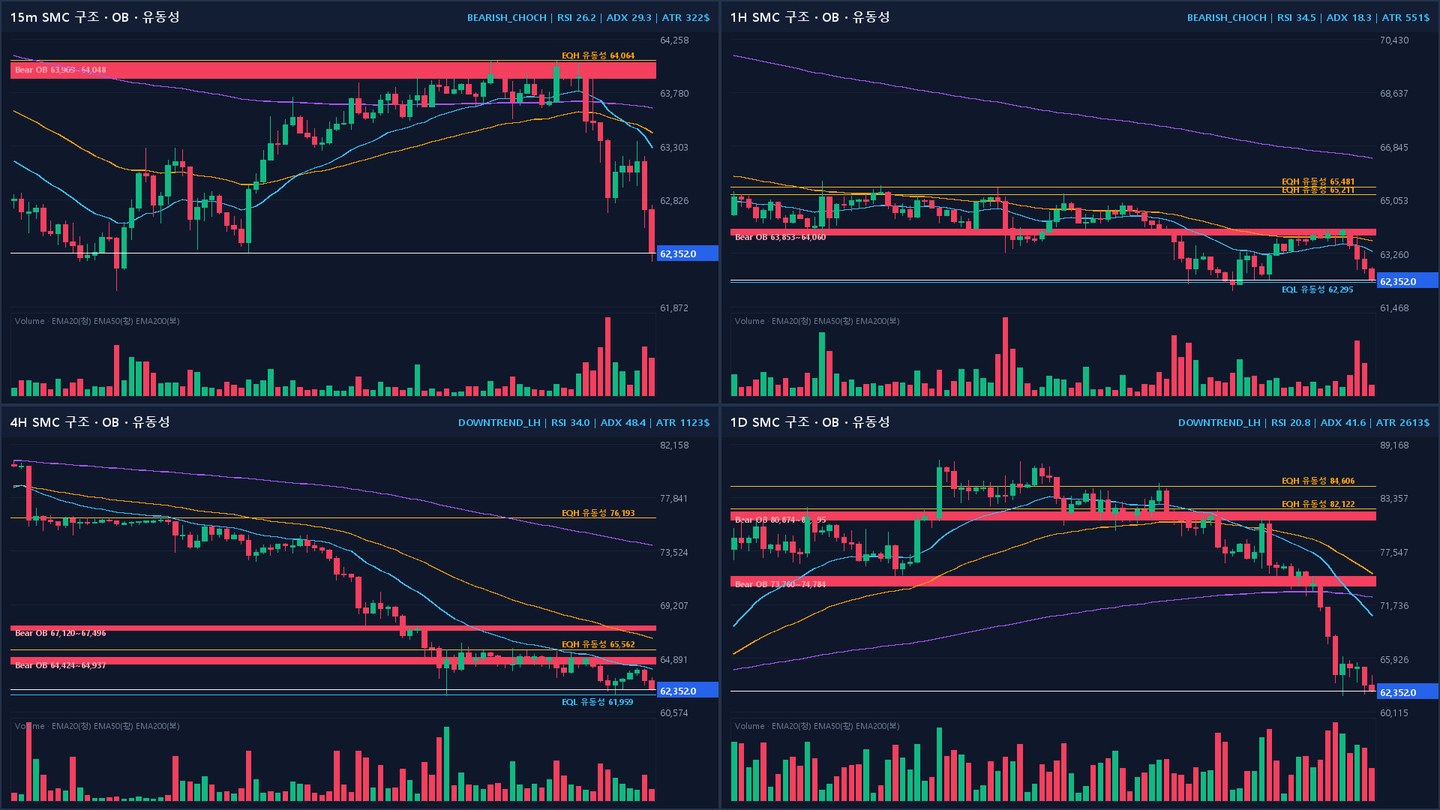 15m SMC 구조 · OB · 유동성
BEARISH_CHOCH | RSI 26.2 | ADX 29.3 | ATR 322$
64,258
EQH 유동성 64,064
Bear OB 63,969~64,048
63,780
63,303
62,826
62,352.0
61,872
Volume · EMA20(청) EMA50(황) EMA200(보)
1H SMC 구조 · OB · 유동성
BEARISH_CHOCH | RSI 34.5 | ADX 18.3 | ATR 551$
70,430
68,637
66,845
EQH 유동성 65,481
EQH 유동성 65,211
65,053
Bear OB 63,853~64,060
63,260
62,352.0
EQL 유동성 62,295
61,468
Volume · EMA20(청) EMA50(황) EMA200(보)
4H SMC 구조 · OB · 유동성
DOWNTREND_LH | RSI 34.0 | ADX 48.4 | ATR 1123$
82,158
77,841
EQH 유동성 76,193
73,524
69,207
Bear OB 67,120~67,496
EQH 유동성 65,562
64,891
Bear OB 64,424~64,937
62,352.0
EQL 유동성 61,959
60,574
Volume · EMA20(청) EMA50(황) EMA200(보)
1D SMC 구조 · OB · 유동성
DOWNTREND_LH | RSI 20.8 | ADX 41.6 | ATR 2613$
89,168
EQH 유동성 84,606
83,357
EQH 유동성 82,122
Bear OB
77,547
Bear OB 73,760~74,784
71,736
65,926
62,352.0
60,115
Volume · EMA20(청) EMA50(황) EMA200(보)